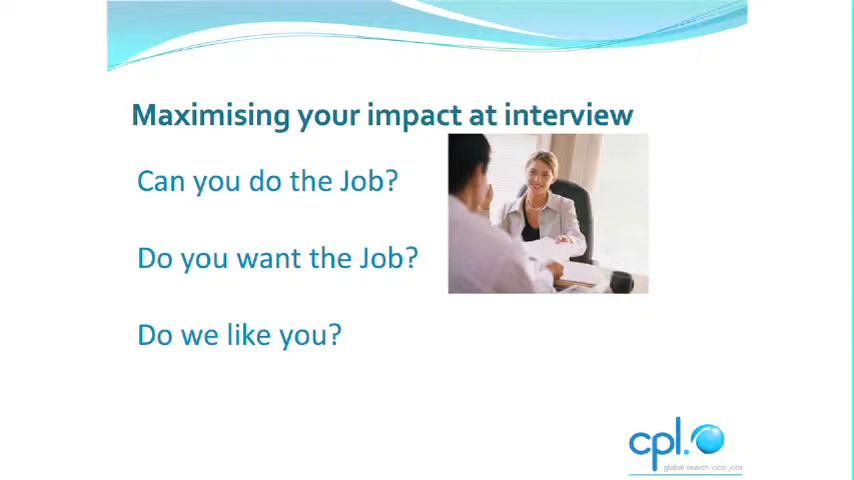 Maximising your impact at interview
Can you do the Job?
Do you want the Job?
Do we like you?
cpl.
global search local jobs